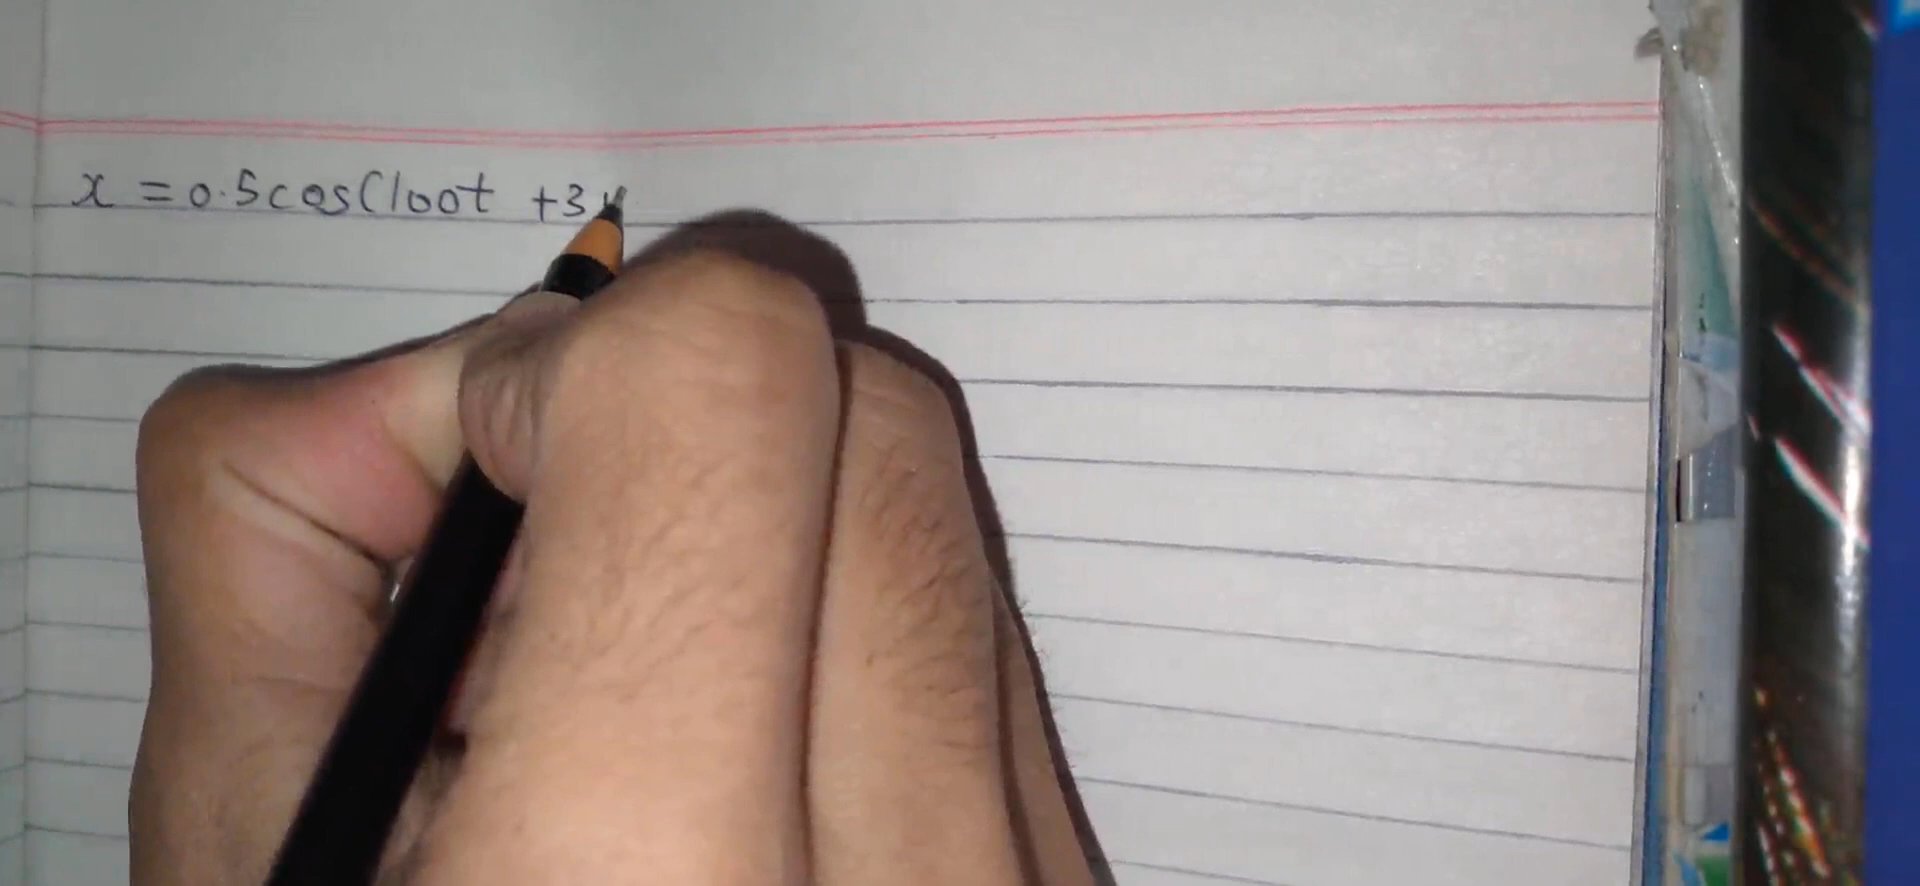 x = 0.5cos(100t +3